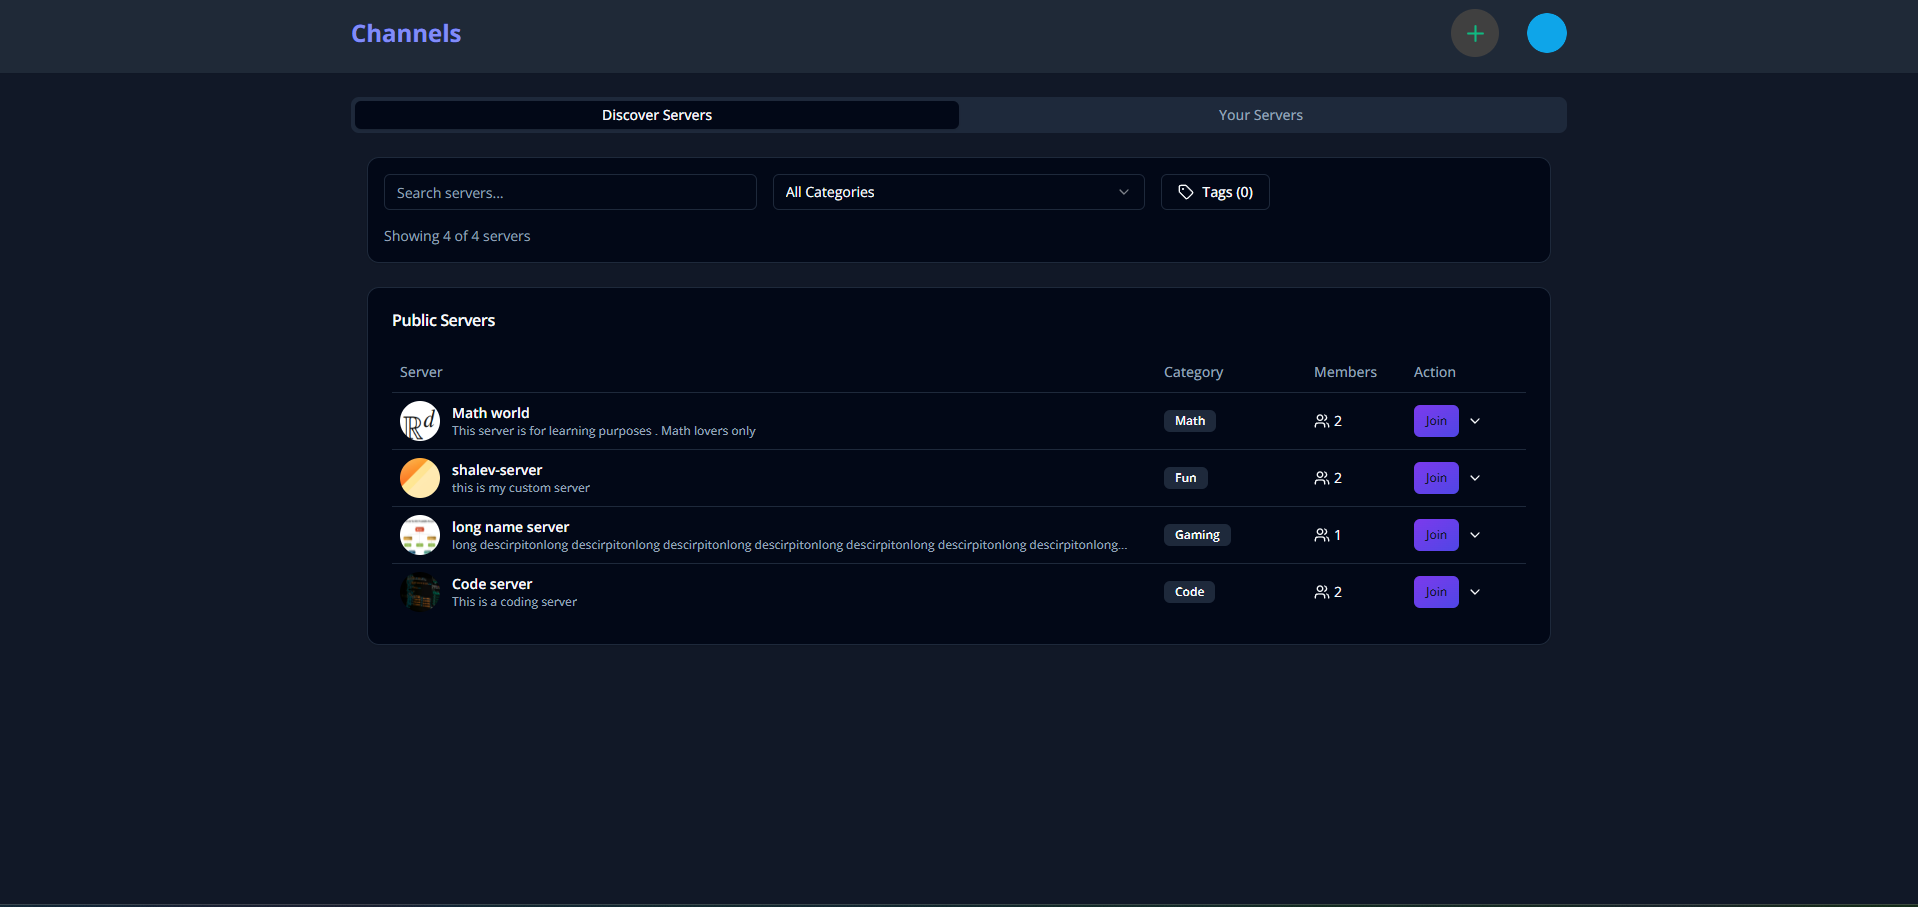 Channels
Discover Servers
Your Servers
Search servers...
All Categories
Tags (0)
Showing 4 of 4 servers
Public Servers
Server Category Members Action
ℝd
Math world
This server is for learning purposes . Math lovers only
Math
2
Join
shalev-server
this is my custom server
Fun
2
Join
long name server
long descirpitonlong descirpitonlong descirpitonlong descirpitonlong descirpitonlong descirpitonlong descirpitonlong...
Gaming
1
Join
Code server
This is a coding server
Code
2
Join